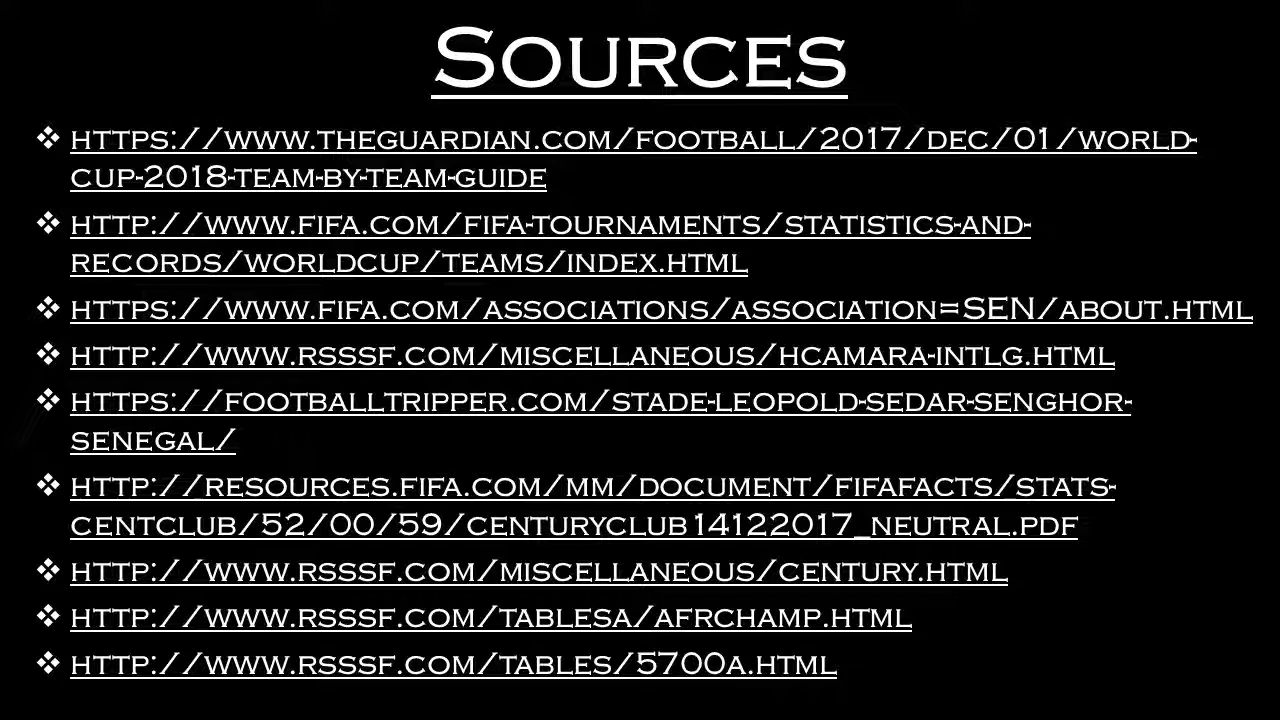 Sources
❖ https://www.theguardian.com/football/2017/dec/01/world-
cup-2018-team-by-team-guide
❖ http://www.fifa.com/fifa-tournaments/statistics-and-
records/worldcup/teams/index.html
❖ https://www.fifa.com/associations/association=SEN/about.html
❖ http://www.rsssf.com/miscellaneous/hcamara-intlg.html
❖ https://footballtripper.com/stade-leopold-sedar-senghor-
senegal/
❖ http://resources.fifa.com/mm/document/fifafacts/stats-
centclub/52/00/59/centuryclub14122017_neutral.pdf
❖ http://www.rsssf.com/miscellaneous/century.html
❖ http://www.rsssf.com/tablesa/afrchamp.html
❖ http://www.rsssf.com/tables/5700a.html